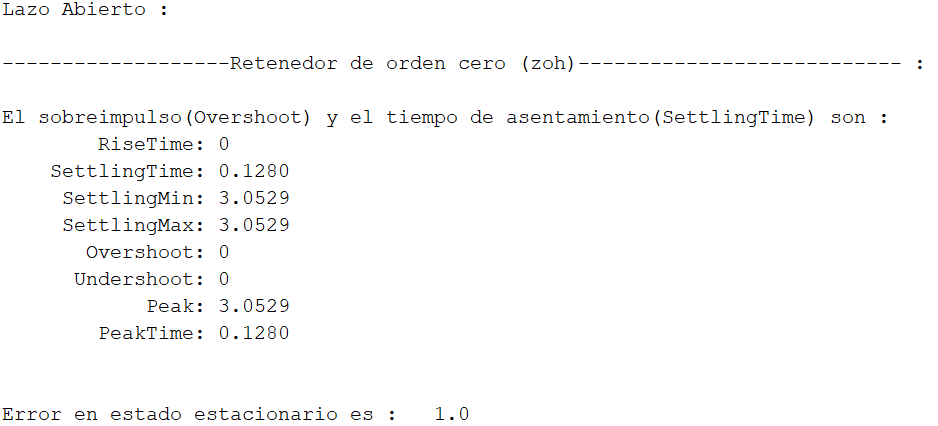 Lazo Abierto :
-------------------Retenedor de orden cero (zoh)--------------------------- :
El sobreimpulso(Overshoot) y el tiempo de asentamiento(SettlingTime) son :
RiseTime: 0
SettlingTime: 0.1280
SettlingMin: 3.0529
SettlingMax: 3.0529
Overshoot: 0
Undershoot: 0
Peak: 3.0529
PeakTime: 0.1280
Error en estado estacionario es :   1.0